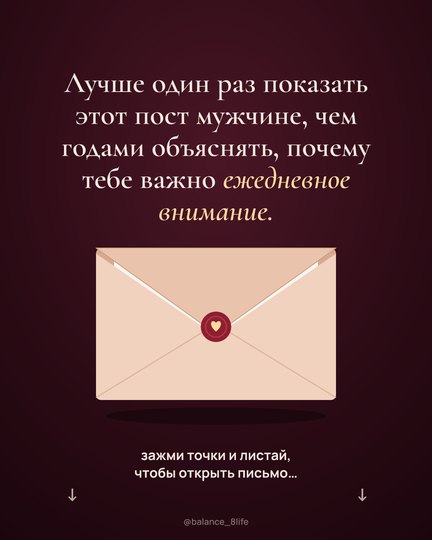 Лучше один раз показать
этот пост мужчине, чем
годами объяснять, почему
тебе важно ежедневное
внимание.
зажми точки и листай,
чтобы открыть письмо...
@balance_8life